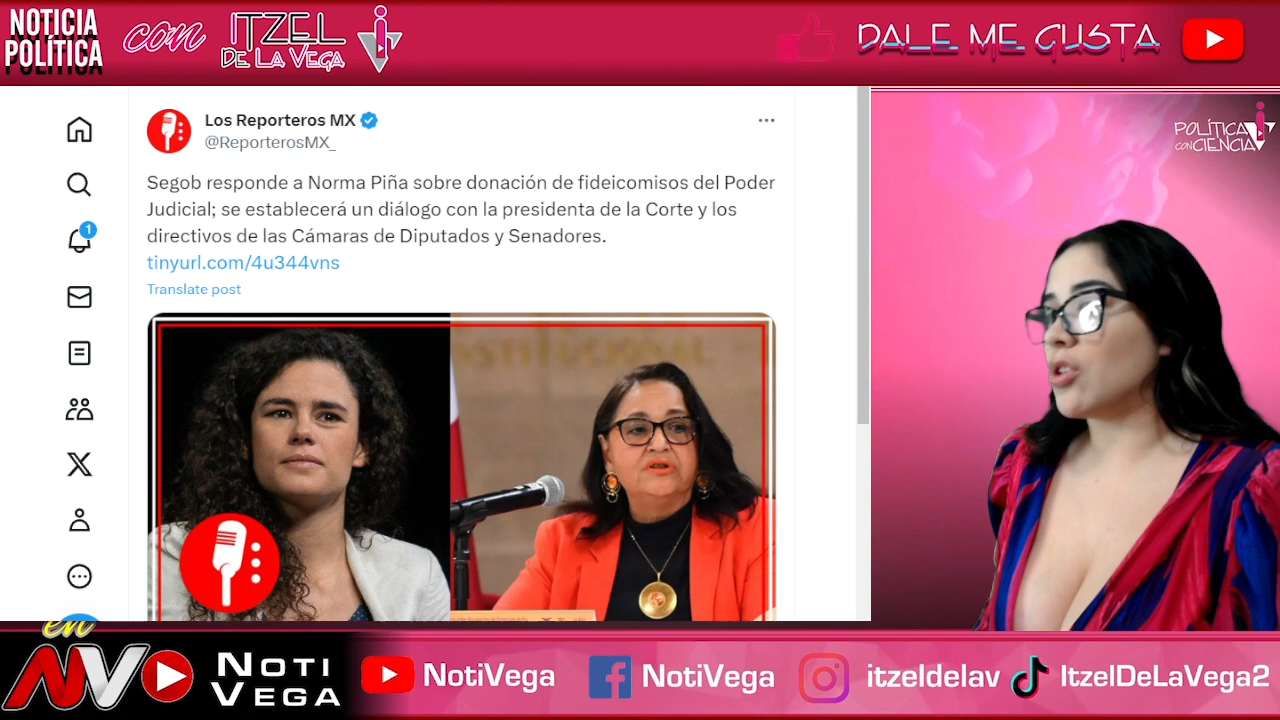 NOTICIA
POLÍTICA
con
ITZEL
DE LA VEGA
DALE ME GUSTA
Los Reporteros MX
@ReporterosMX_
Segob responde a Norma Piña sobre donación de fideicomisos del Poder
Judicial; se establecerá un diálogo con la presidenta de la Corte y los
directivos de las Cámaras de Diputados y Senadores.
tinyurl.com/4u344vns
Translate post
1
POLÍTICA
CON CIENCIA
en
NV
NOTI
VEGA
NotiVega
NotiVega
itzeldelav
ItzelDeLaVega2